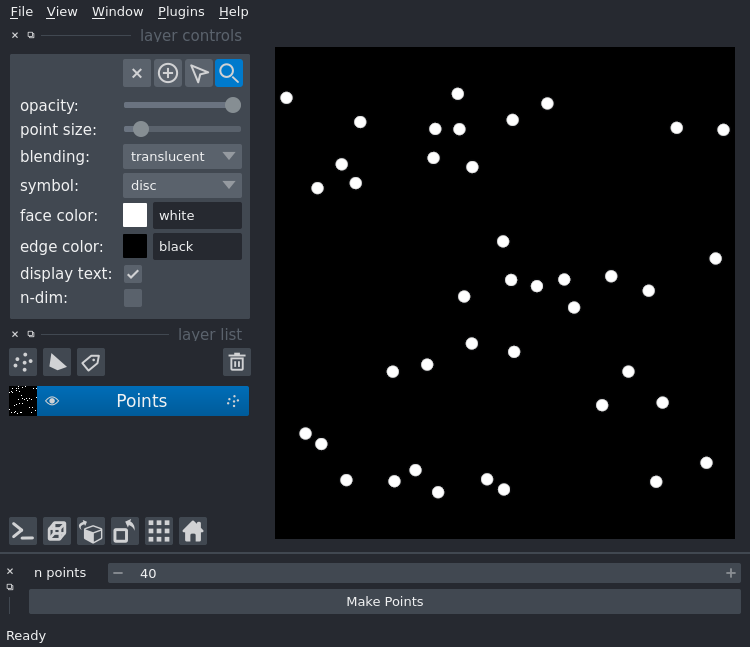 File View Window Plugins Help
layer controls
opacity:
point size:
blending: translucent
symbol: disc
face color: white
edge color: black
display text:
n-dim:
layer list
Points
n points 40
Make Points
Ready